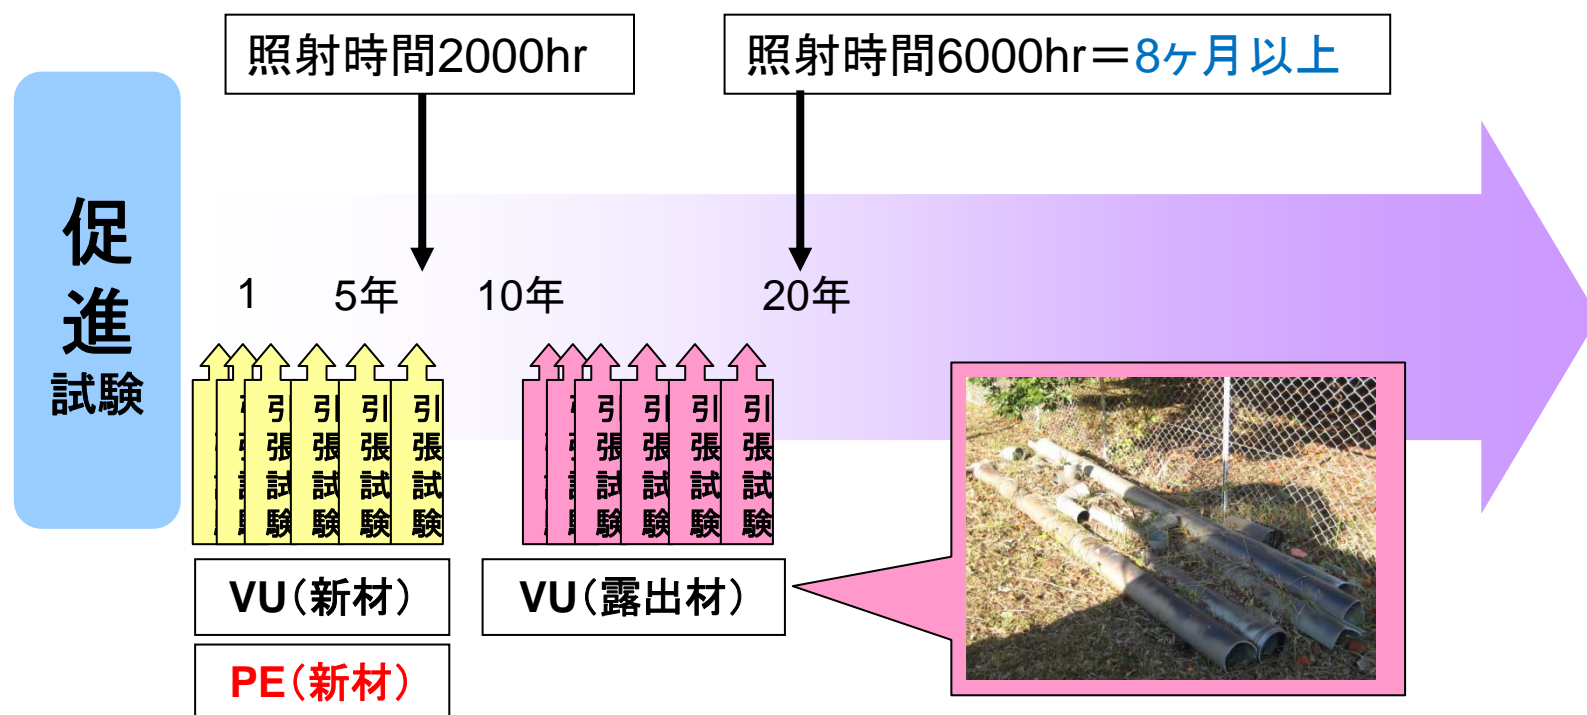 照射時間2000hr
照射時間6000hr＝8ヶ月以上
促
進
試験
1
5年
10年
20年
引張試験
引張試験
引張試験
引張試験
引張試験
引張試験
引張試験
引張試験
VU（新材）
VU（露出材）
PE（新材）